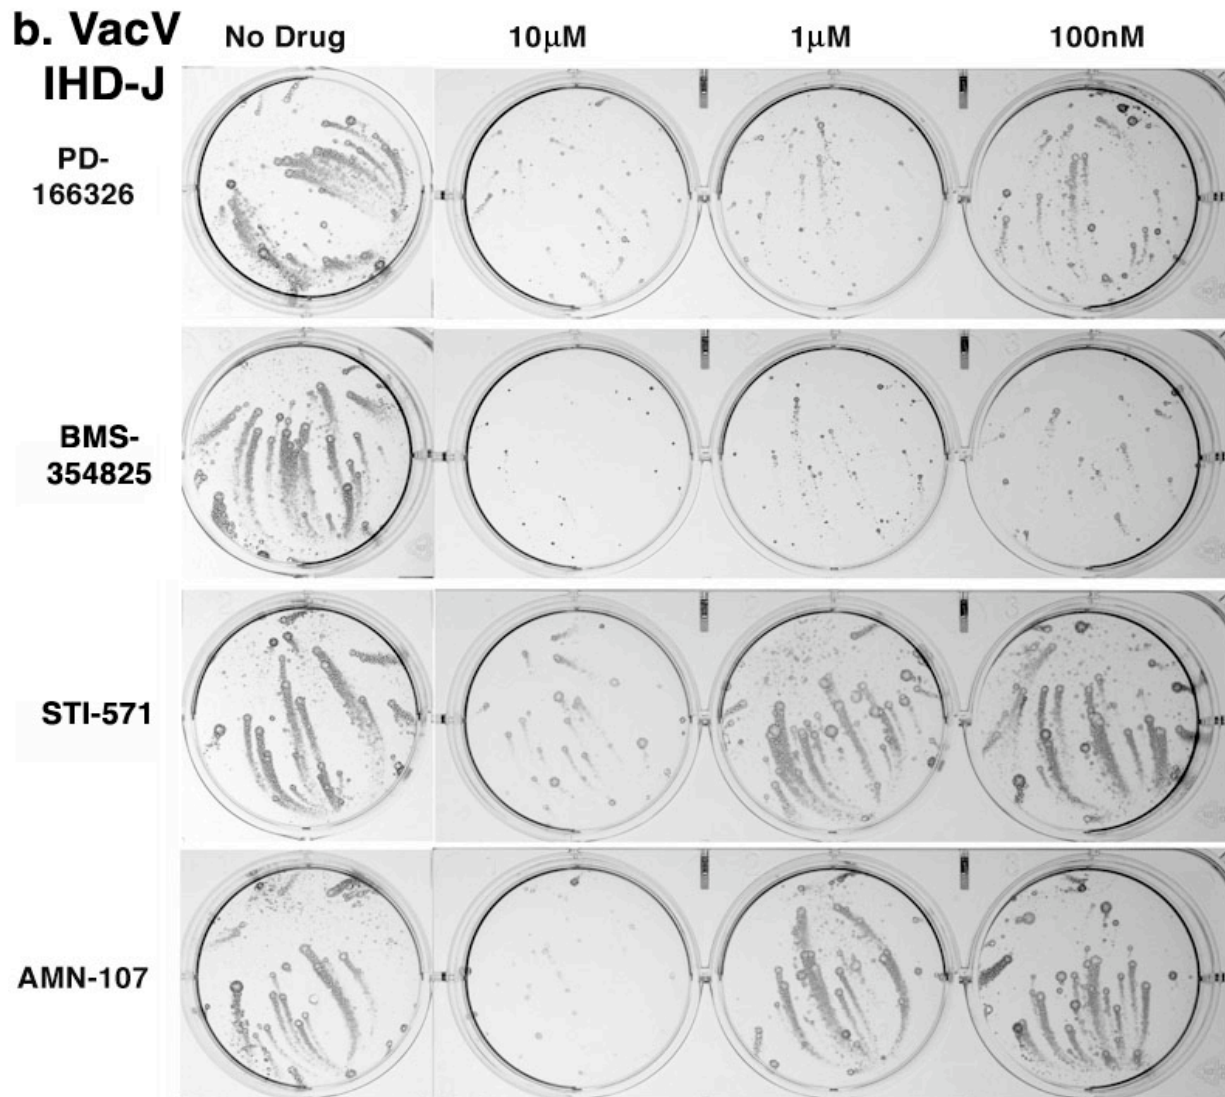 b. VacV
IHD-J
No Drug
10μM
1μM
100nM
PD-
166326
BMS-
354825
STI-571
AMN-107